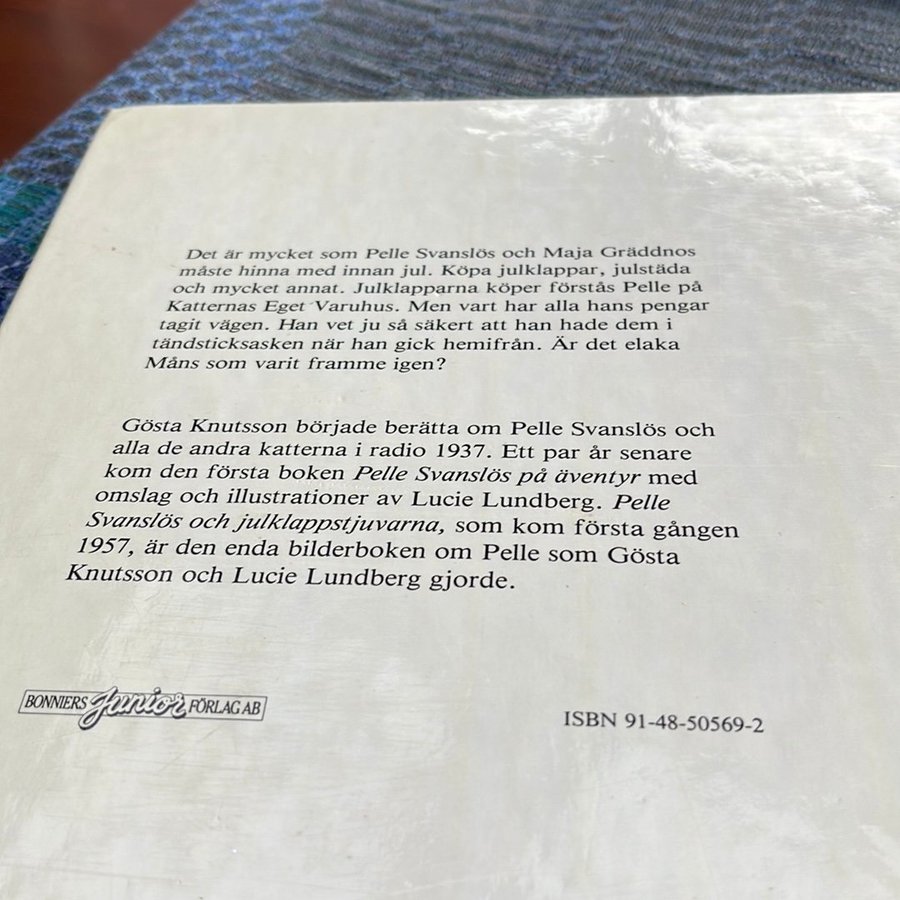 Det är mycket som Pelle Svanslös och Maja Gräddnos
måste hinna med innan jul. Köpa julklappar, julstäda
och mycket annat. Julklapparna köper förstås Pelle på
Katternas Eget Varuhus. Men vart har alla hans pengar
tagit vägen. Han vet ju så säkert att han hade dem i
tändsticksasken när han gick hemifrån. Är det elaka
Måns som varit framme igen?
Gösta Knutsson började berätta om Pelle Svanslös och
alla de andra katterna i radio 1937. Ett par år senare
kom den första boken Pelle Svanslös på äventyr med
omslag och illustrationer av Lucie Lundberg. Pelle
Svanslös och julklappstjuvarna, som kom första gången
1957, är den enda bilderboken om Pelle som Gösta
Knutsson och Lucie Lundberg gjorde.
BONNIERS Junior FÖRLAG AB
ISBN 91-48-50569-2